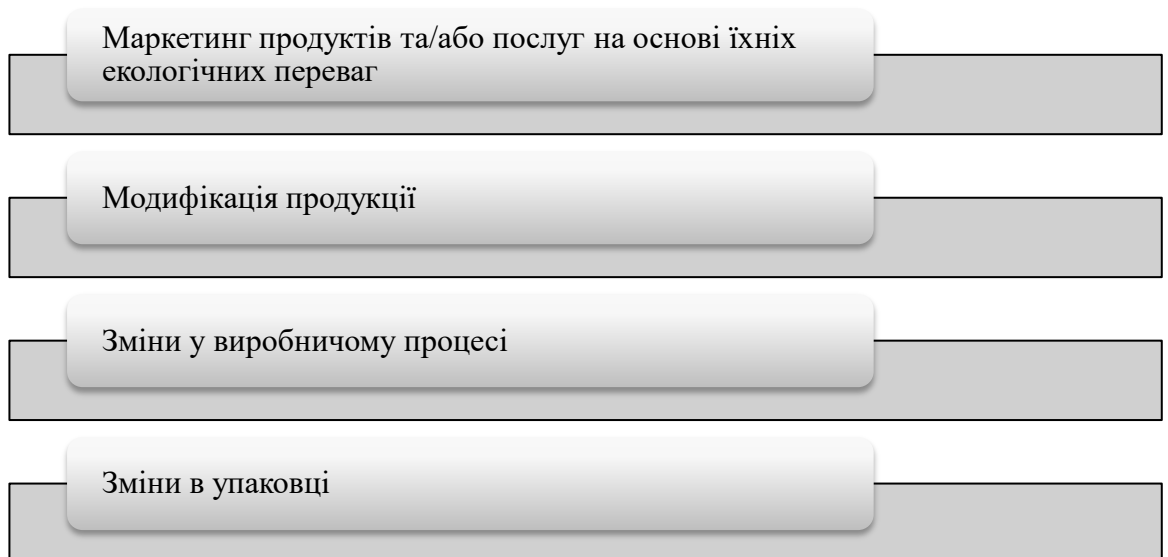 Маркетинг продуктів та/або послуг на основі їхніх
екологічних переваг
Модифікація продукції
Зміни у виробничому процесі
Зміни в упаковці